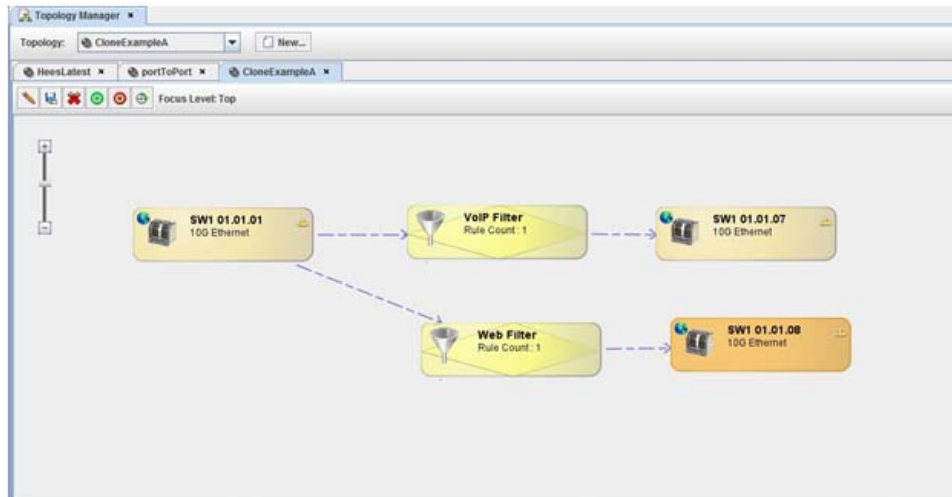 Topology Manager
Topology: CloneExampleA New...
HeesLatest portToPort CloneExampleA
Focus Level: Top
SW1 01.01.01
10G Ethernet
VoIP Filter
Rule Count : 1
SW1 01.01.07
10G Ethernet
Web Filter
Rule Count : 1
SW1 01.01.08
10G Ethernet